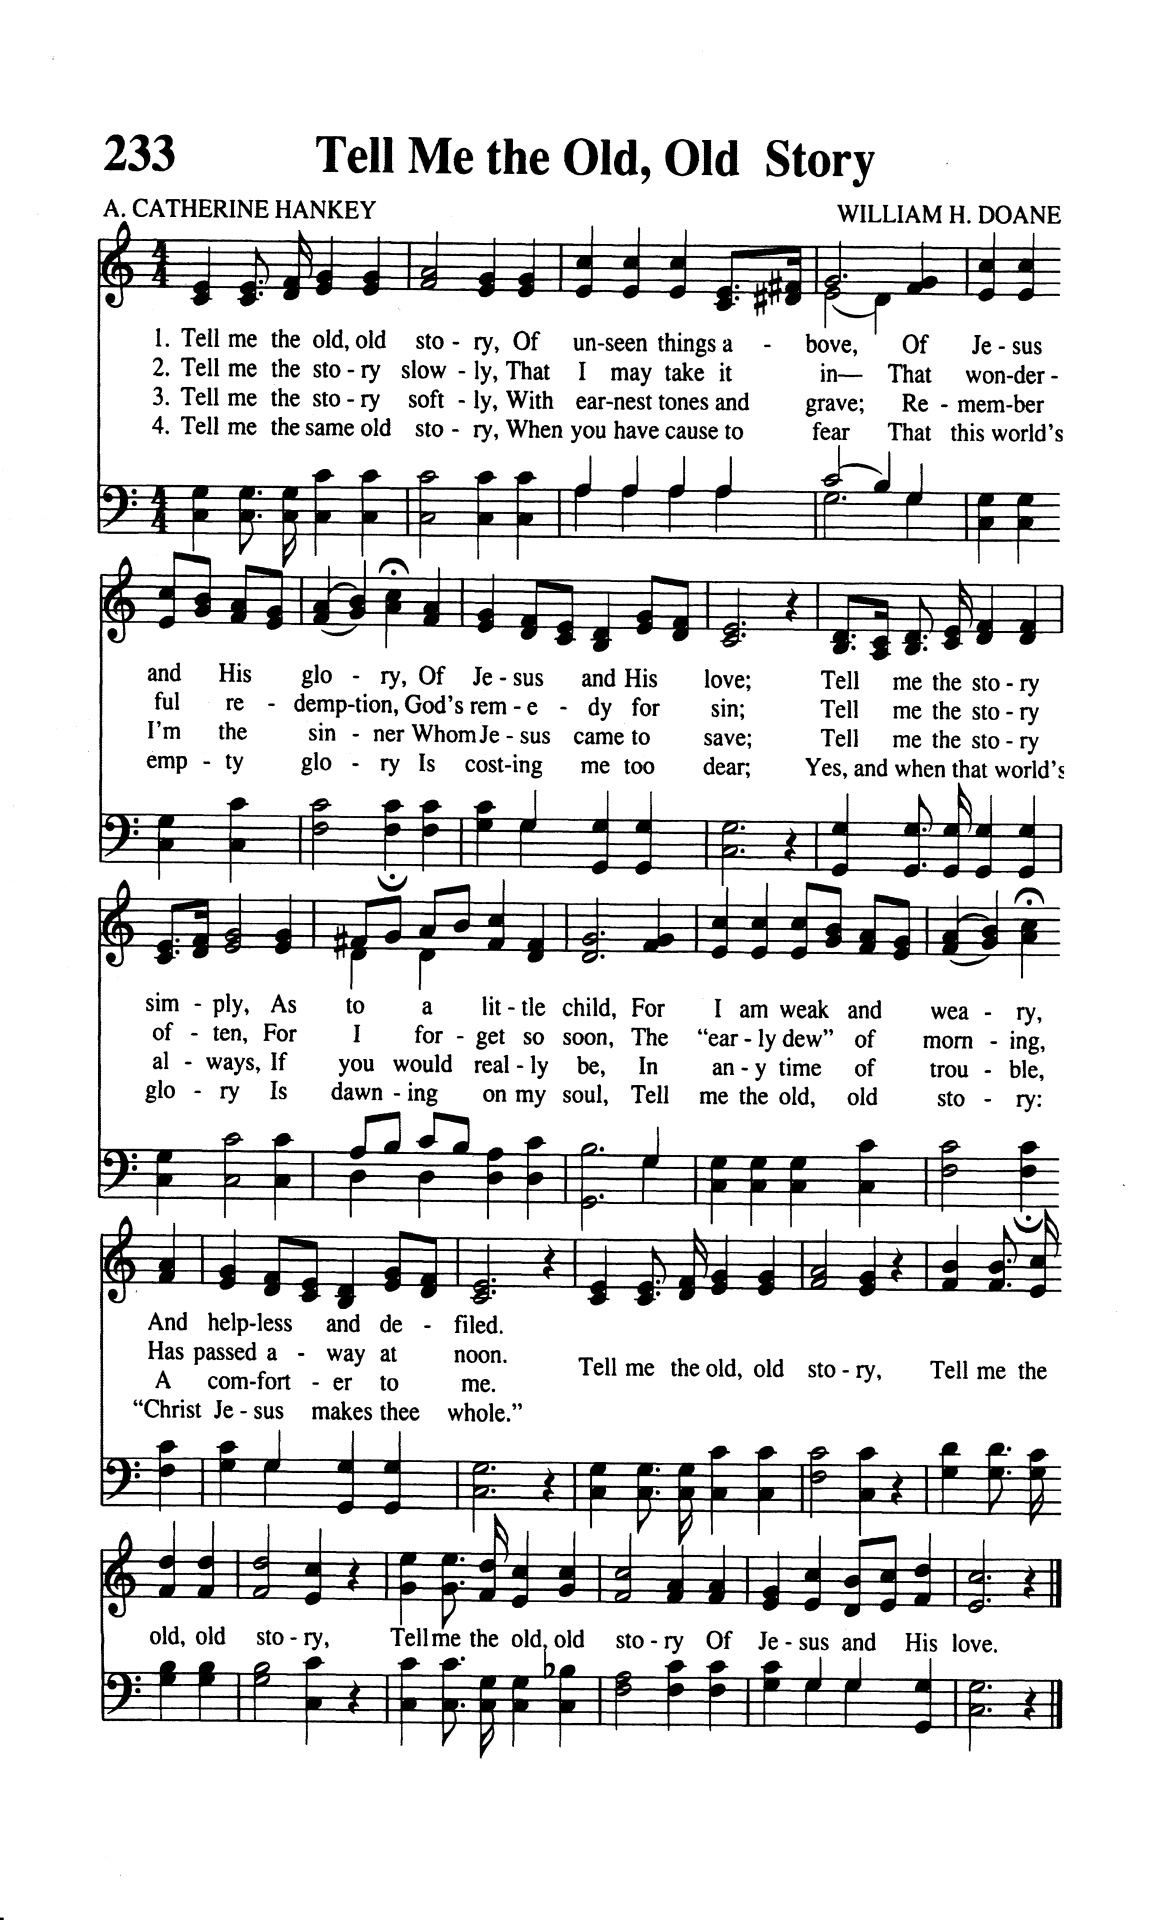 233 Tell Me the Old, Old Story
A. CATHERINE HANKEY WILLIAM H. DOANE
1. Tell me the old, old sto - ry, Of un-seen things a - bove, Of Je - sus
2. Tell me the sto - ry slow - ly, That I may take it in— That won-der -
3. Tell me the sto - ry soft - ly, With ear-nest tones and grave; Re - mem-ber
4. Tell me the same old sto - ry, When you have cause to fear That this world's
and His glo - ry, Of Je - sus and His love; Tell me the sto - ry
ful re - demp-tion, God's rem - e - dy for sin; Tell me the sto - ry
I'm the sin - ner Whom Je - sus came to save; Tell me the sto - ry
emp - ty glo - ry Is cost-ing me too dear; Yes, and when that world's
sim - ply, As to a lit - tle child, For I am weak and wea - ry,
of - ten, For I for - get so soon, The “ear - ly dew” of morn - ing,
al - ways, If you would real - ly be, In an - y time of trou - ble,
glo - ry Is dawn - ing on my soul, Tell me the old, old sto - ry:
And help-less and de - filed.
Has passed a - way at noon.
A com-fort - er to me.
“Christ Je - sus makes thee whole.”
Tell me the old, old sto - ry, Tell me the
old, old sto - ry, Tell me the old, old sto - ry Of Je - sus and His love.